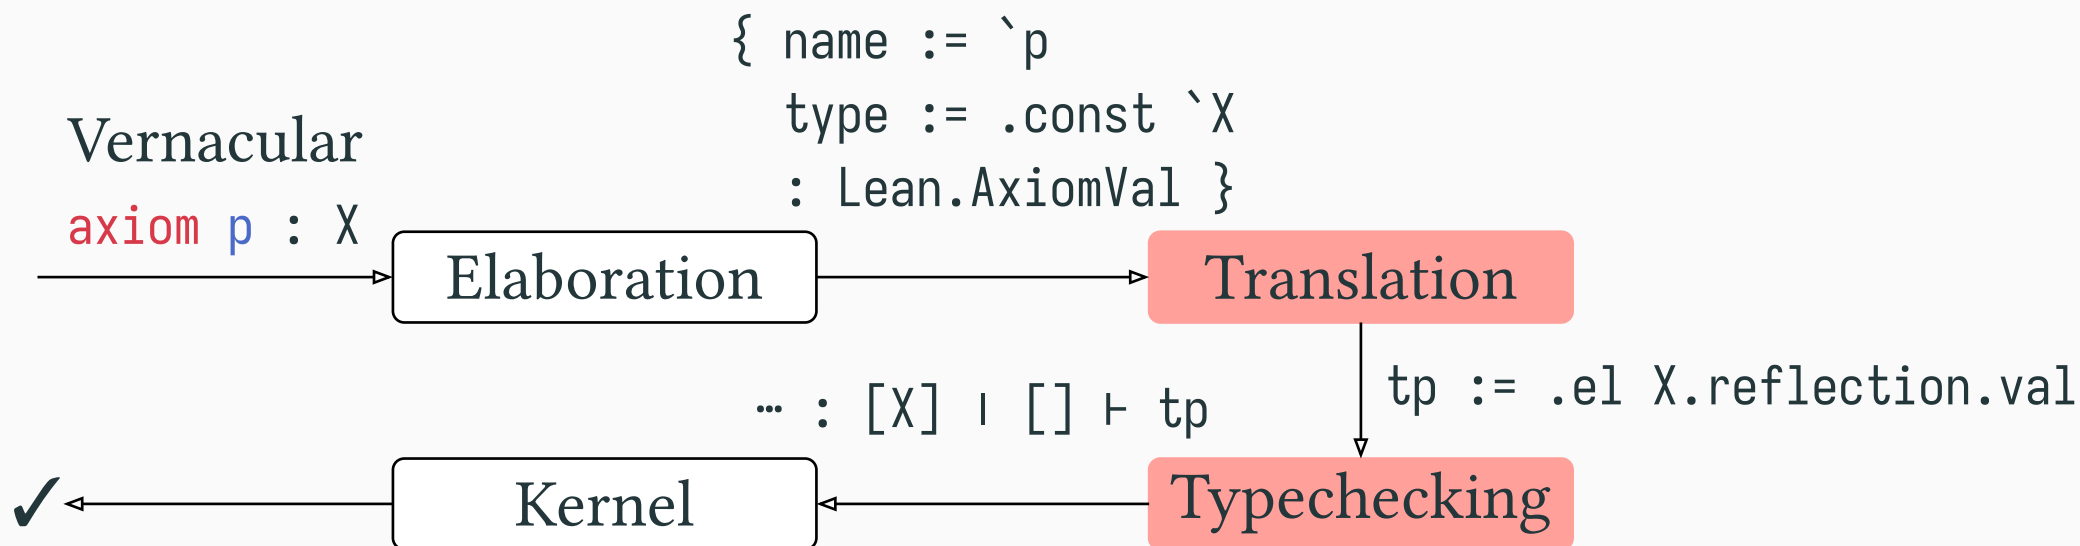 { name := `p
type := .const `X
: Lean.AxiomVal }
Vernacular
axiom p : X
Elaboration
Translation
tp := .el X.reflection.val
⋯ : [X] ∣ [] ⊢ tp
Typechecking
Kernel
✓